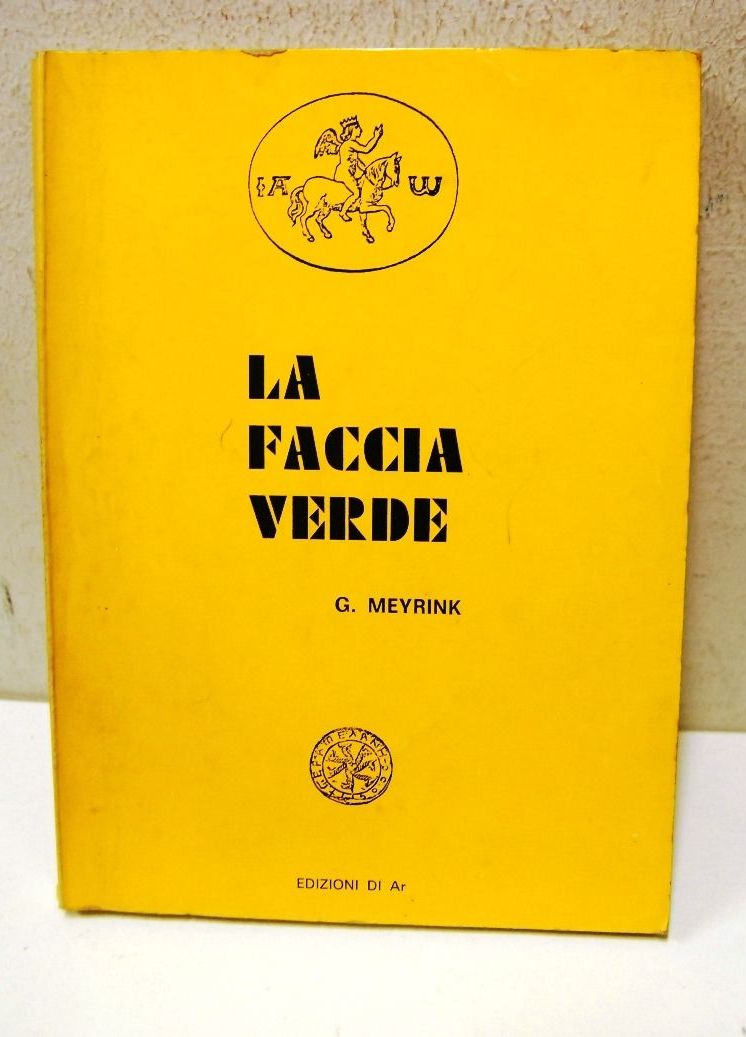 ΙΑ ω
LA
FACCIA
VERDE
G. MEYRINK
EDIZIONI DI Ar